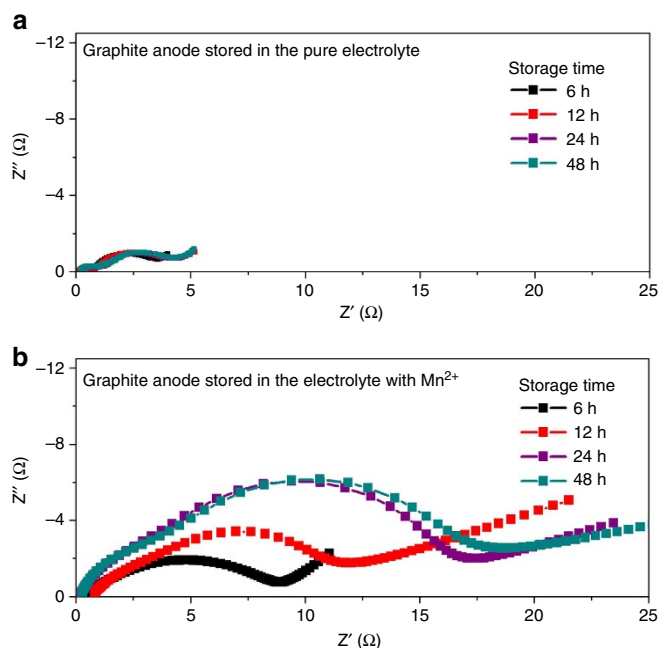 a
Graphite anode stored in the pure electrolyte
Storage time
6 h
12 h
24 h
48 h
−12
−8
−4
0
Z″ (Ω)
0 5 10 15 20 25
Z′ (Ω)
b
Graphite anode stored in the electrolyte with Mn²⁺
Storage time
6 h
12 h
24 h
48 h
−12
−8
−4
0
Z″ (Ω)
0 5 10 15 20 25
Z′ (Ω)